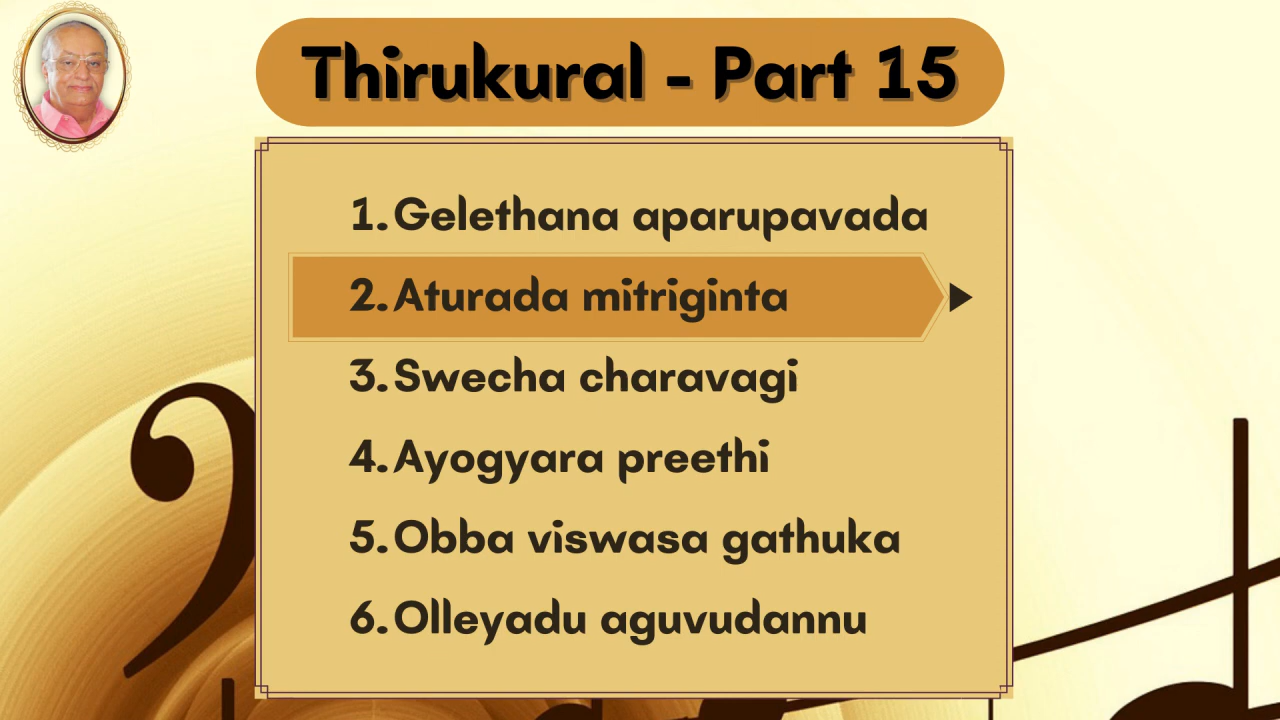 Thirukural - Part 15
1. Gelethana aparupavada
2. Aturada mitriginta
3. Swecha charavagi
4. Ayogyara preethi
5. Obba viswasa gathuka
6. Olleyadu aguvudannu